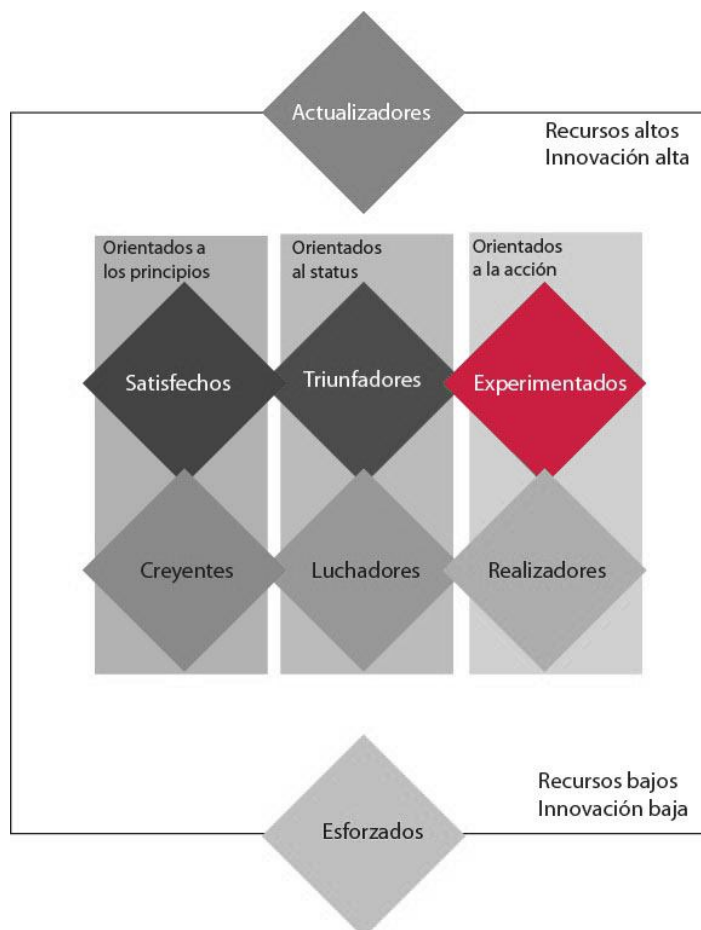 Actualizadores
Recursos altos
Innovación alta
Orientados a
los principios
Orientados
al status
Orientados
a la acción
Satisfechos
Triunfadores
Experimentados
Creyentes
Luchadores
Realizadores
Recursos bajos
Innovación baja
Esforzados